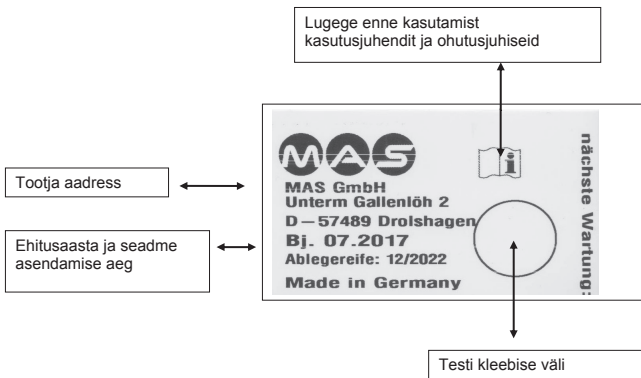 Lugege enne kasutamist
kasutusjuhendit ja ohutusjuhiseid
Tootja aadress
Ehitusaasta ja seadme
asendamise aeg
MAS
MAS GmbH
Unterm Gallenlöh 2
D – 57489 Drolshagen
Bj. 07.2017
Ablegereife: 12/2022
Made in Germany
i
nächste Wartung:
Testi kleebise väli